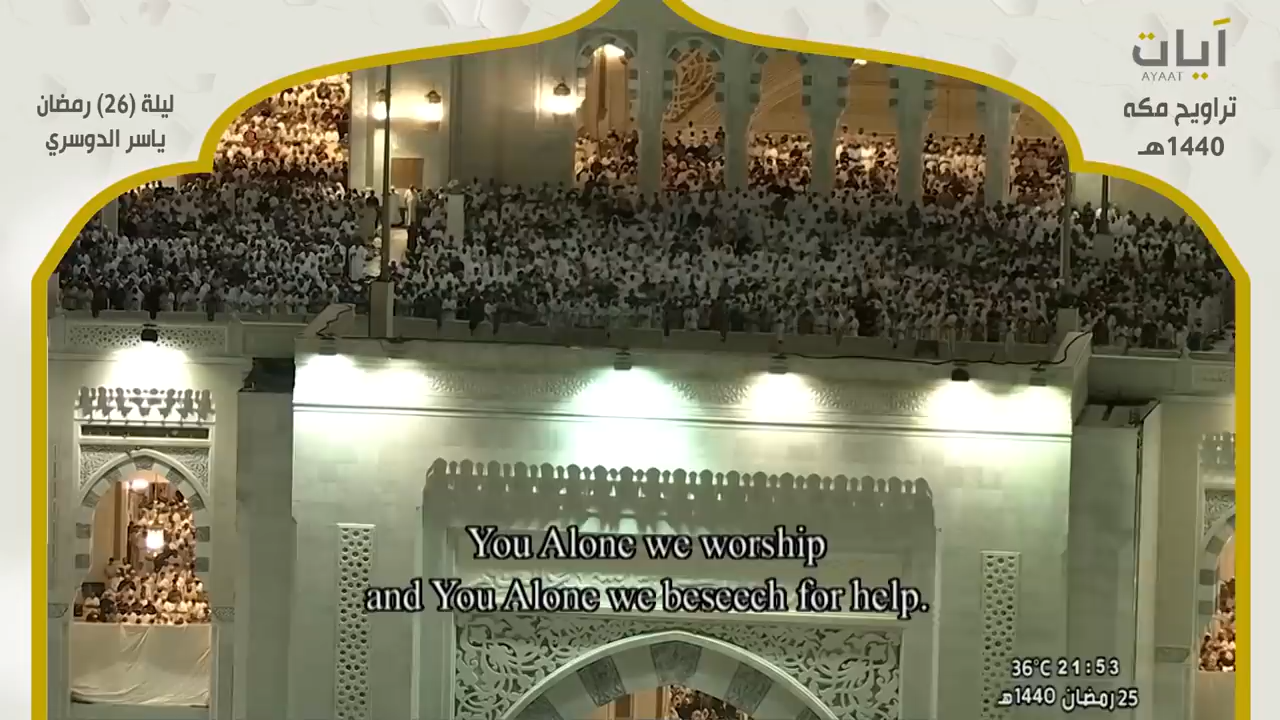 آيات
AYAAT
تراويح مكه
1440هـ
ليلة (26) رمضان
ياسر الدوسري
You Alone we worship
and You Alone we beseech for help.
36°C 21:53
25 رمضان 1440هـ